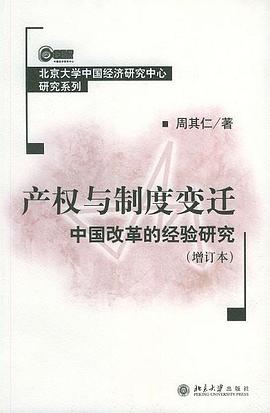 北京大学中国经济研究中心
研究系列
周其仁/著
产权与制度变迁
中国改革的经验研究
(增订本)
北京大学出版社
PEKING UNIVERSITY PRESS